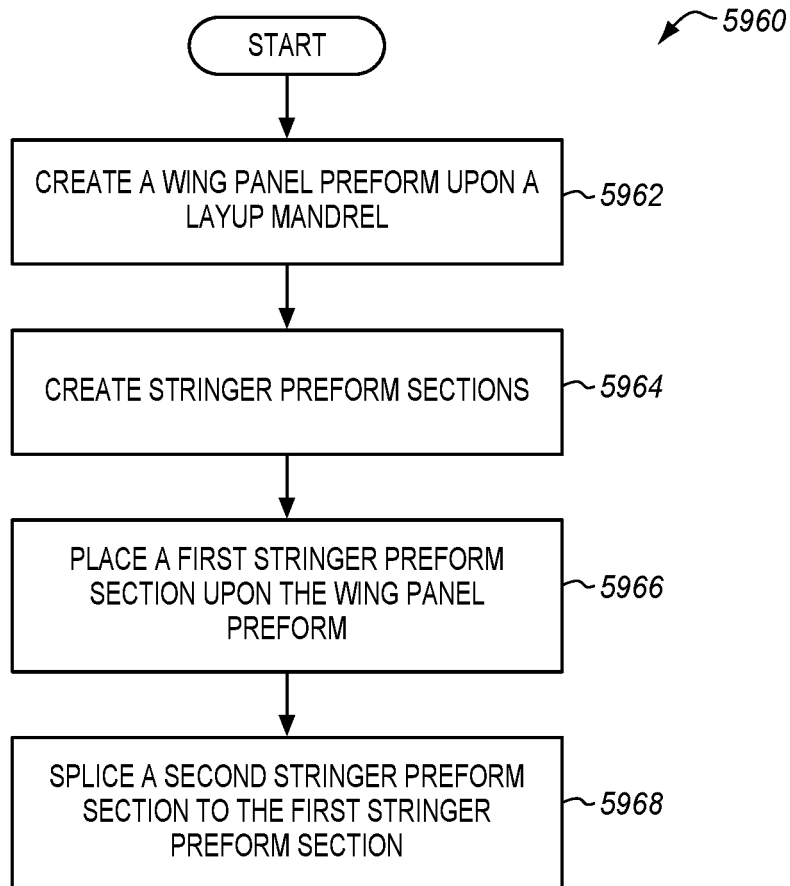 5960
START
CREATE A WING PANEL PREFORM UPON A
LAYUP MANDREL
5962
CREATE STRINGER PREFORM SECTIONS
5964
PLACE A FIRST STRINGER PREFORM
SECTION UPON THE WING PANEL
PREFORM
5966
SPLICE A SECOND STRINGER PREFORM
SECTION TO THE FIRST STRINGER
PREFORM SECTION
5968